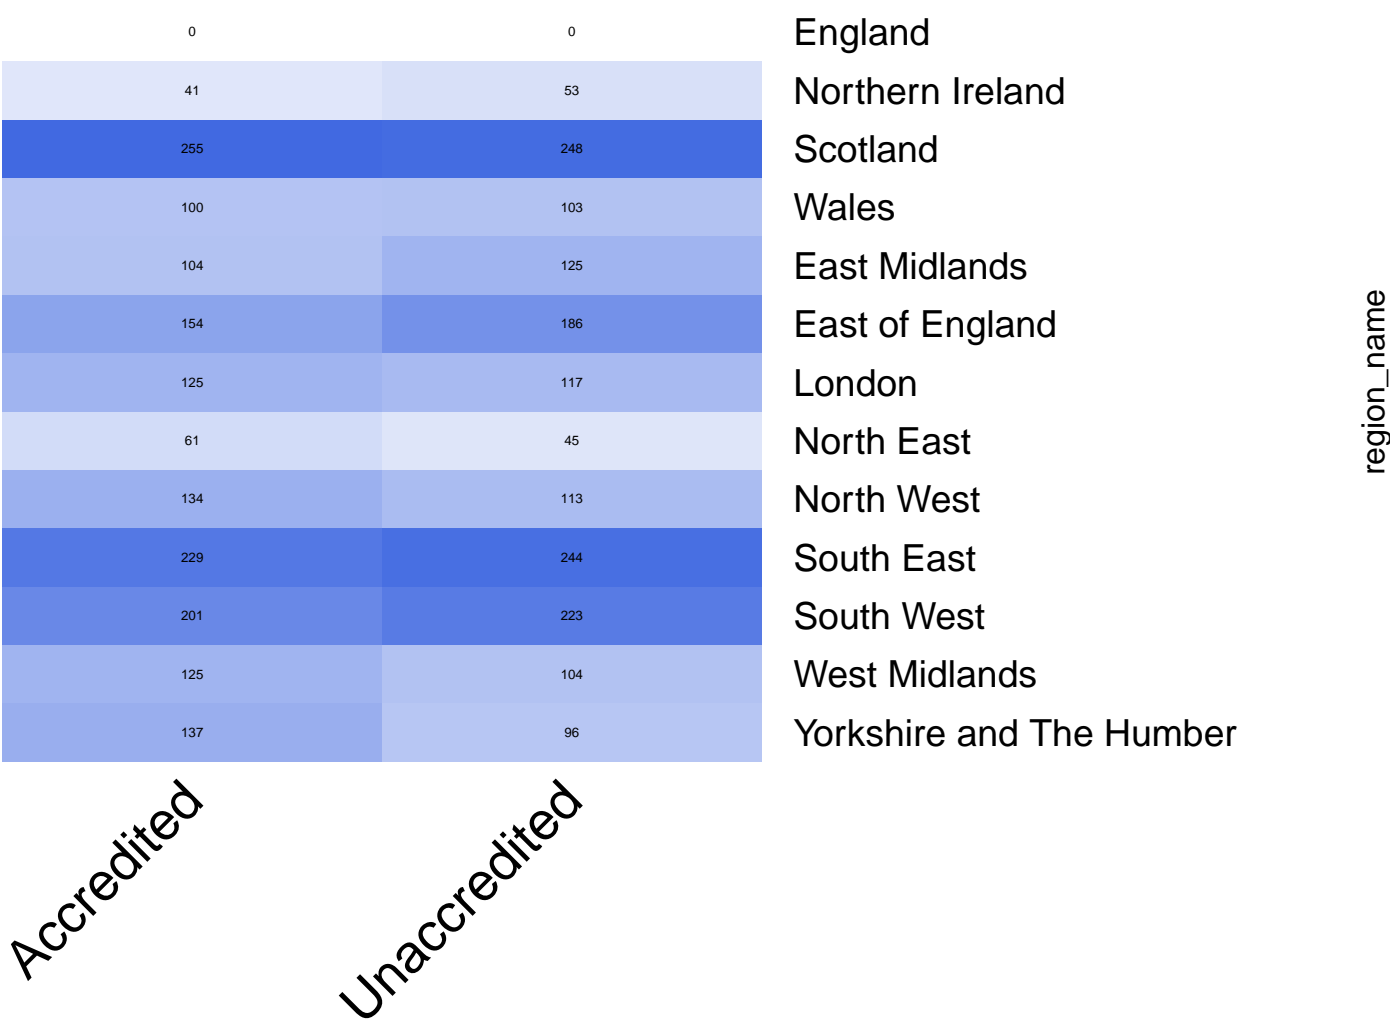 0 0 England
41 53 Northern Ireland
255 248 Scotland
100 103 Wales
104 125 East Midlands
154 186 East of England
125 117 London
61 45 North East
134 113 North West
229 244 South East
201 223 South West
125 104 West Midlands
137 96 Yorkshire and The Humber
region_name
Accredited
Unaccredited